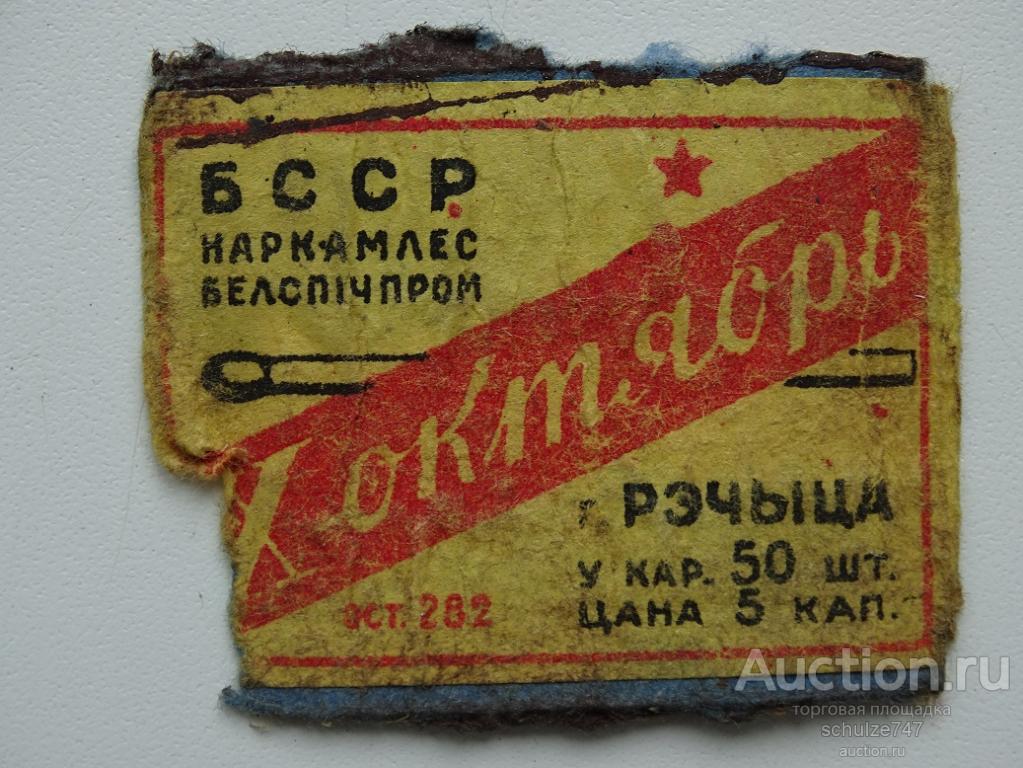 БССР
НАРКАМЛЕС
БЕЛСПІЧПРОМ
X октябрь
г. РЭЧЫЦА
У КАР. 50 ШТ.
ЦАНА 5 КАП.
ОСТ. 282
Auction.ru
торговая площадка
schulze747
auction.ru